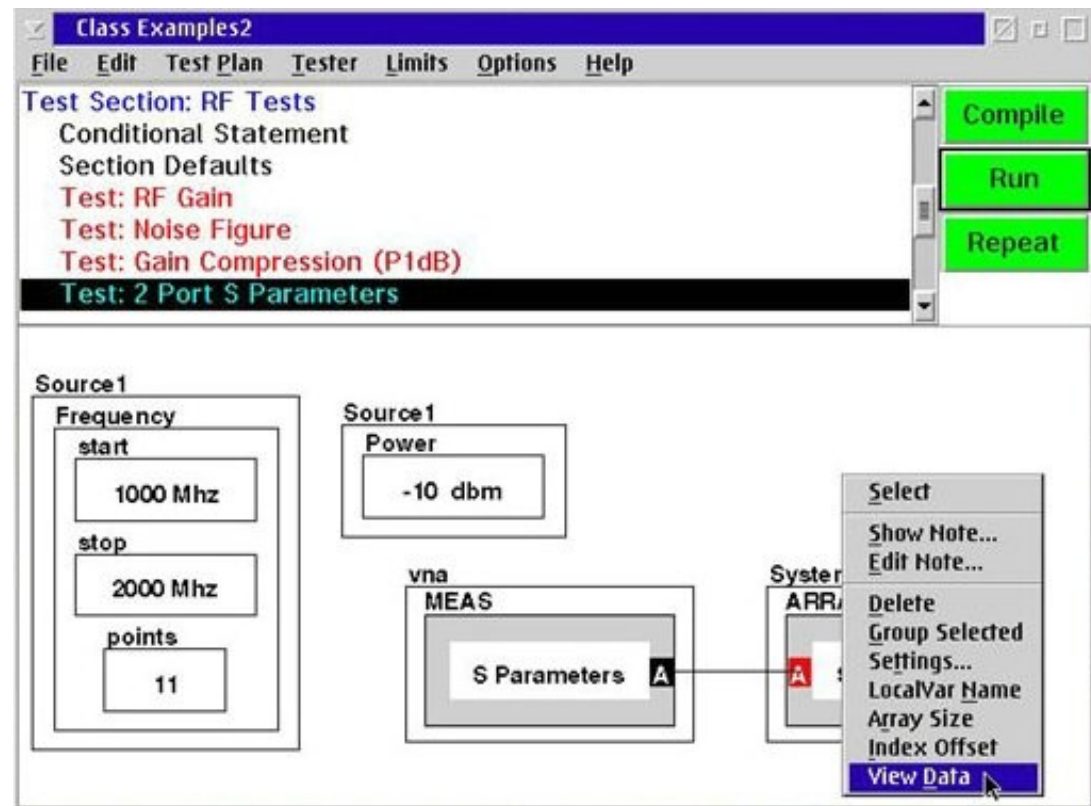 Class Examples2
File Edit Test Plan Tester Limits Options Help
Test Section: RF Tests
Conditional Statement
Section Defaults
Test: RF Gain
Test: Noise Figure
Test: Gain Compression (P1dB)
Test: 2 Port S Parameters
Compile
Run
Repeat
Source1
Frequency
start
1000 Mhz
stop
2000 Mhz
points
11
Source1
Power
-10 dbm
vna
MEAS
S Parameters A
A
Select
Show Note...
Edit Note...
Delete
Group Selected
Settings...
LocalVar Name
Array Size
Index Offset
View Data